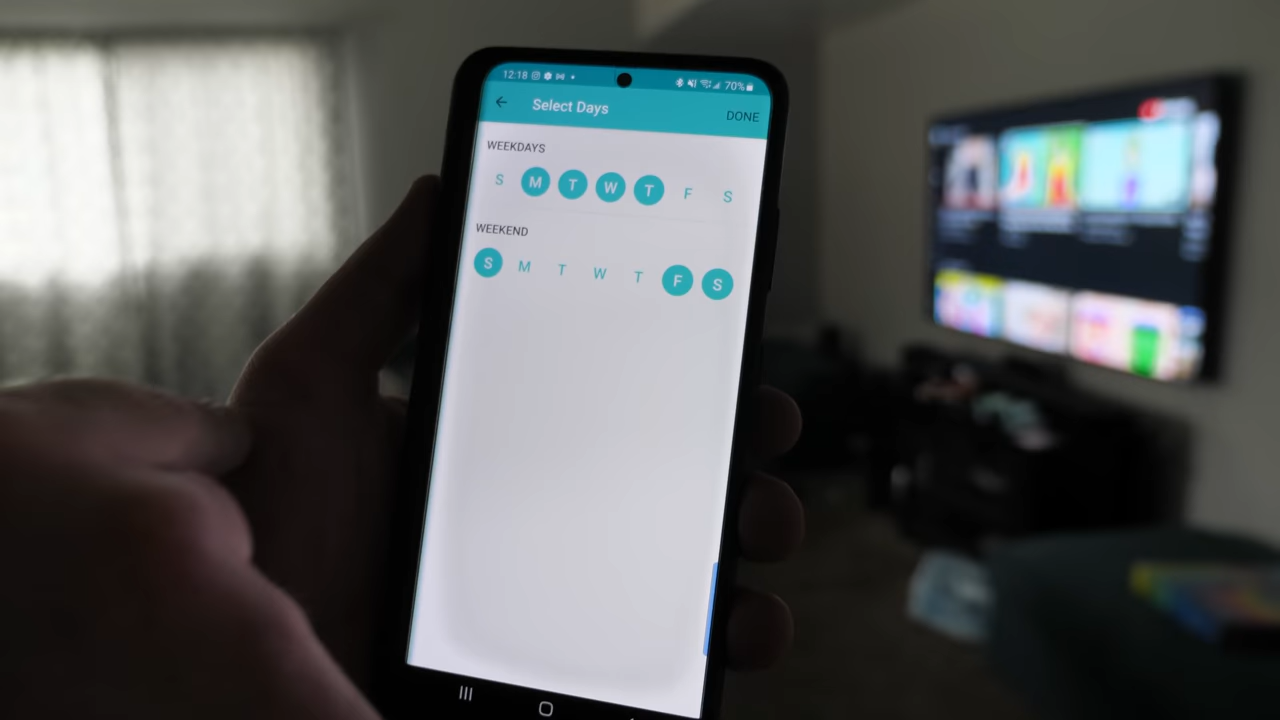 12:18 70%
Select Days DONE
WEEKDAYS
S M T W T F S
WEEKEND
S M T W T F S